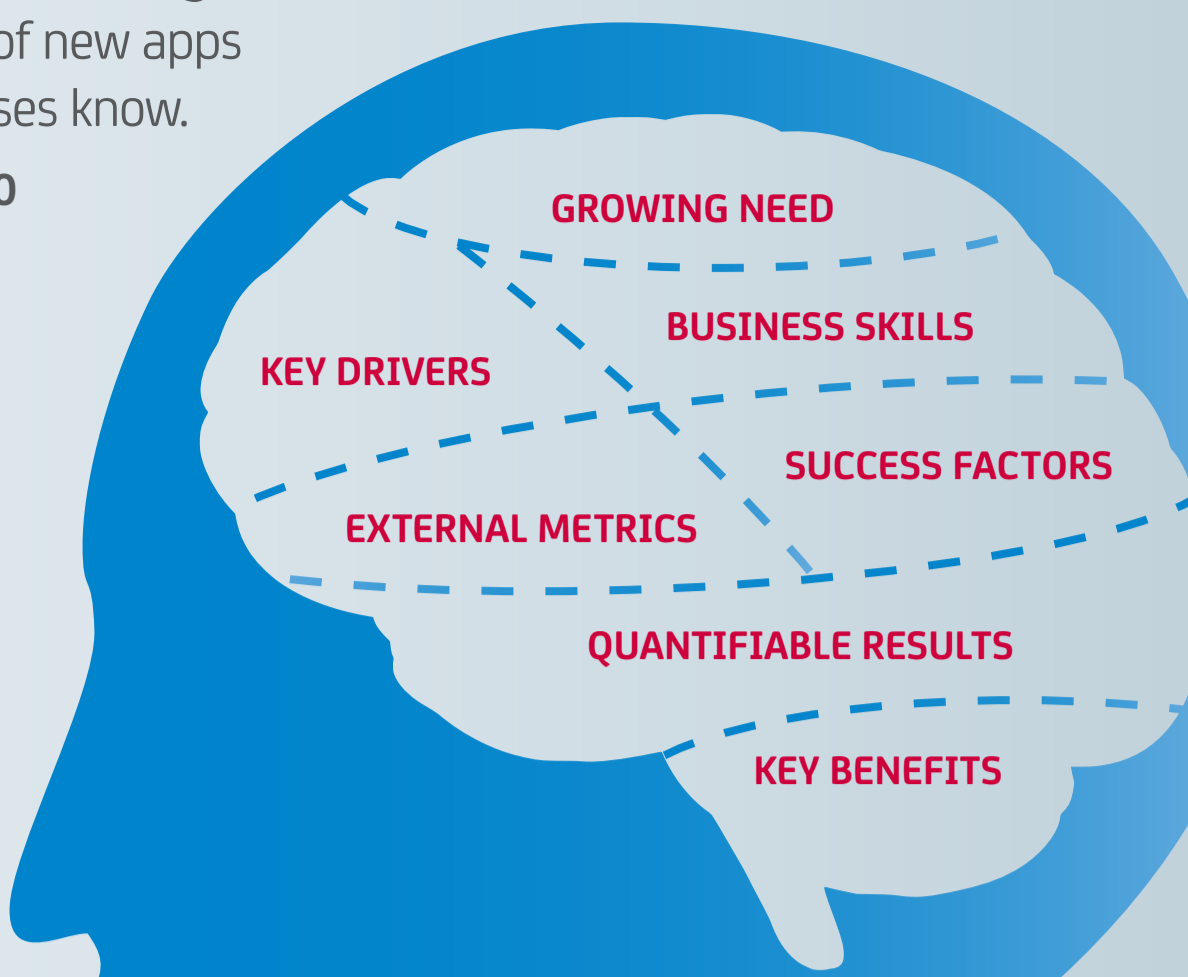 of new apps
ses know.
GROWING NEED
BUSINESS SKILLS
KEY DRIVERS
SUCCESS FACTORS
EXTERNAL METRICS
QUANTIFIABLE RESULTS
KEY BENEFITS